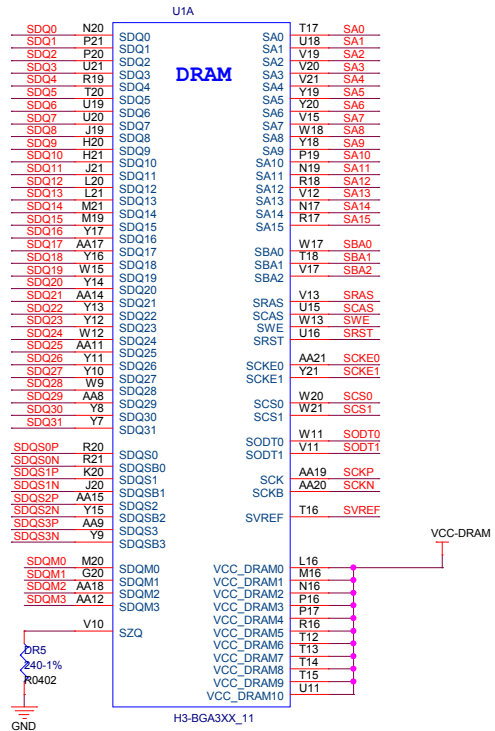 U1A
DRAM
SDQ0 N20 SDQ0 SA0 T17 SA0
SDQ1 P21 SDQ1 SA1 U18 SA1
SDQ2 P20 SDQ2 SA2 V19 SA2
SDQ3 U21 SDQ3 SA3 V20 SA3
SDQ4 R19 SDQ4 SA4 V21 SA4
SDQ5 T20 SDQ5 SA5 Y19 SA5
SDQ6 U19 SDQ6 SA6 Y20 SA6
SDQ7 U20 SDQ7 SA7 V15 SA7
SDQ8 J19 SDQ8 SA8 W18 SA8
SDQ9 H20 SDQ9 SA9 Y18 SA9
SDQ10 H21 SDQ10 SA10 P19 SA10
SDQ11 J21 SDQ11 SA11 N19 SA11
SDQ12 L20 SDQ12 SA12 R18 SA12
SDQ13 L21 SDQ13 SA13 V12 SA13
SDQ14 M21 SDQ14 SA14 N17 SA14
SDQ15 M19 SDQ15 SA15 R17 SA15
SDQ16 Y17 SDQ16
SDQ17 AA17 SDQ17 SBA0 W17 SBA0
SDQ18 Y16 SDQ18 SBA1 T18 SBA1
SDQ19 W15 SDQ19 SBA2 V17 SBA2
SDQ20 Y14 SDQ20
SDQ21 AA14 SDQ21 SRAS V13 SRAS
SDQ22 Y13 SDQ22 SCAS U15 SCAS
SDQ23 Y12 SDQ23 SWE W13 SWE
SDQ24 W12 SDQ24 SRST U16 SRST
SDQ25 AA11 SDQ25
SDQ26 Y11 SDQ26 SCKE0 AA21 SCKE0
SDQ27 Y10 SDQ27 SCKE1 Y21 SCKE1
SDQ28 W9 SDQ28
SDQ29 AA8 SDQ29 SCS0 W20 SCS0
SDQ30 Y8 SDQ30 SCS1 W21 SCS1
SDQ31 Y7 SDQ31
SODT0 W11 SODT0
SDQS0P R20 SDQS0 SODT1 V11 SODT1
SDQS0N R21 SDQSB0
SDQS1P K20 SDQS1 SCK AA19 SCKP
SDQS1N J20 SDQSB1 SCKB AA20 SCKN
SDQS2P AA15 SDQS2
SDQS2N Y15 SDQSB2 SVREF T16 SVREF
SDQS3P AA9 SDQS3
SDQS3N Y9 SDQSB3
VCC-DRAM
SDQM0 M20 SDQM0 VCC_DRAM0 L16
SDQM1 G20 SDQM1 VCC_DRAM1 M16
SDQM2 AA18 SDQM2 VCC_DRAM2 N16
SDQM3 AA12 SDQM3 VCC_DRAM3 P16
VCC_DRAM4 P17
V10 SZQ VCC_DRAM5 R16
VCC_DRAM6 T12
DR5 VCC_DRAM7 T13
240-1% VCC_DRAM8 T14
R0402 VCC_DRAM9 T15
VCC_DRAM10 U11
GND
H3-BGA3XX_11